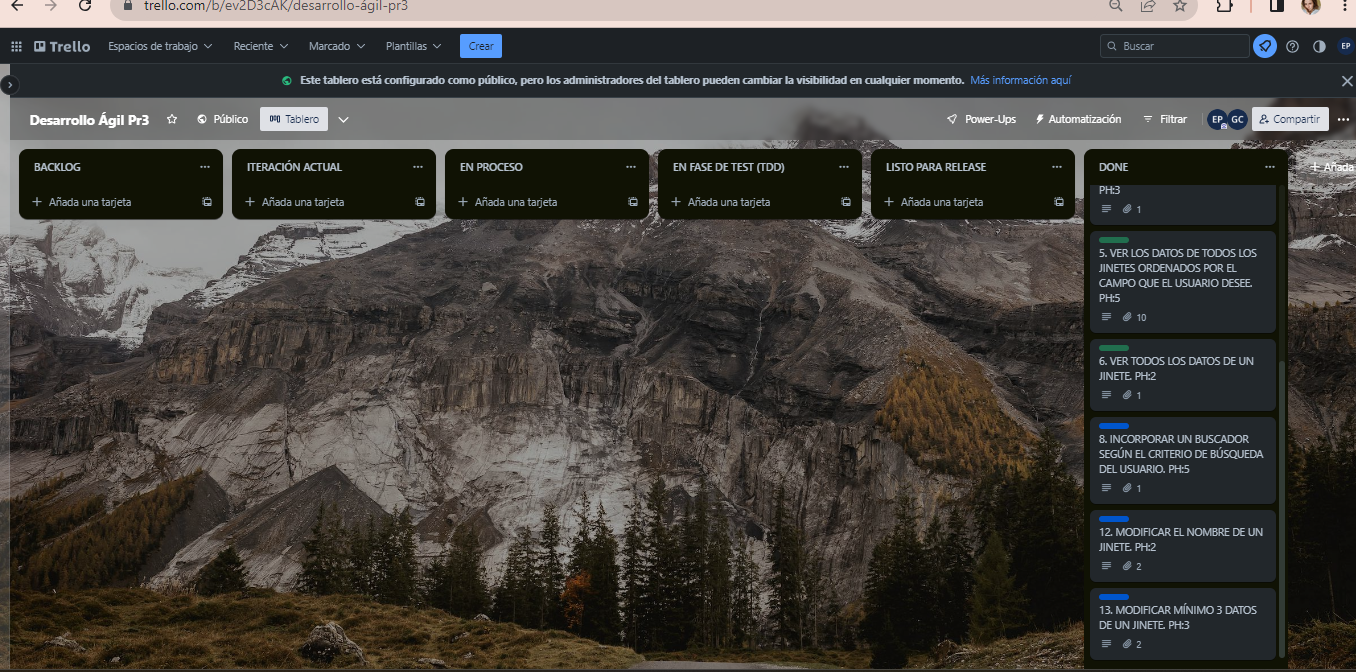 trello.com/b/ev2D3cAK/desarrollo-ágil-pr3
Trello Espacios de trabajo Reciente Marcado Plantillas Crear Buscar EP
Este tablero está configurado como público, pero los administradores del tablero pueden cambiar la visibilidad en cualquier momento. Más información aquí
Desarrollo Ágil Pr3 Público Tablero Power-Ups Automatización Filtrar EP GC Compartir
BACKLOG ITERACIÓN ACTUAL EN PROCESO EN FASE DE TEST (TDD) LISTO PARA RELEASE DONE + Añada
+ Añada una tarjeta + Añada una tarjeta + Añada una tarjeta + Añada una tarjeta + Añada una tarjeta
PH:3
1
5. VER LOS DATOS DE TODOS LOS
JINETES ORDENADOS POR EL
CAMPO QUE EL USUARIO DESEE.
PH:5
10
6. VER TODOS LOS DATOS DE UN
JINETE. PH:2
1
8. INCORPORAR UN BUSCADOR
SEGÚN EL CRITERIO DE BÚSQUEDA
DEL USUARIO. PH:5
1
12. MODIFICAR EL NOMBRE DE UN
JINETE. PH:2
2
13. MODIFICAR MÍNIMO 3 DATOS
DE UN JINETE. PH:3
2